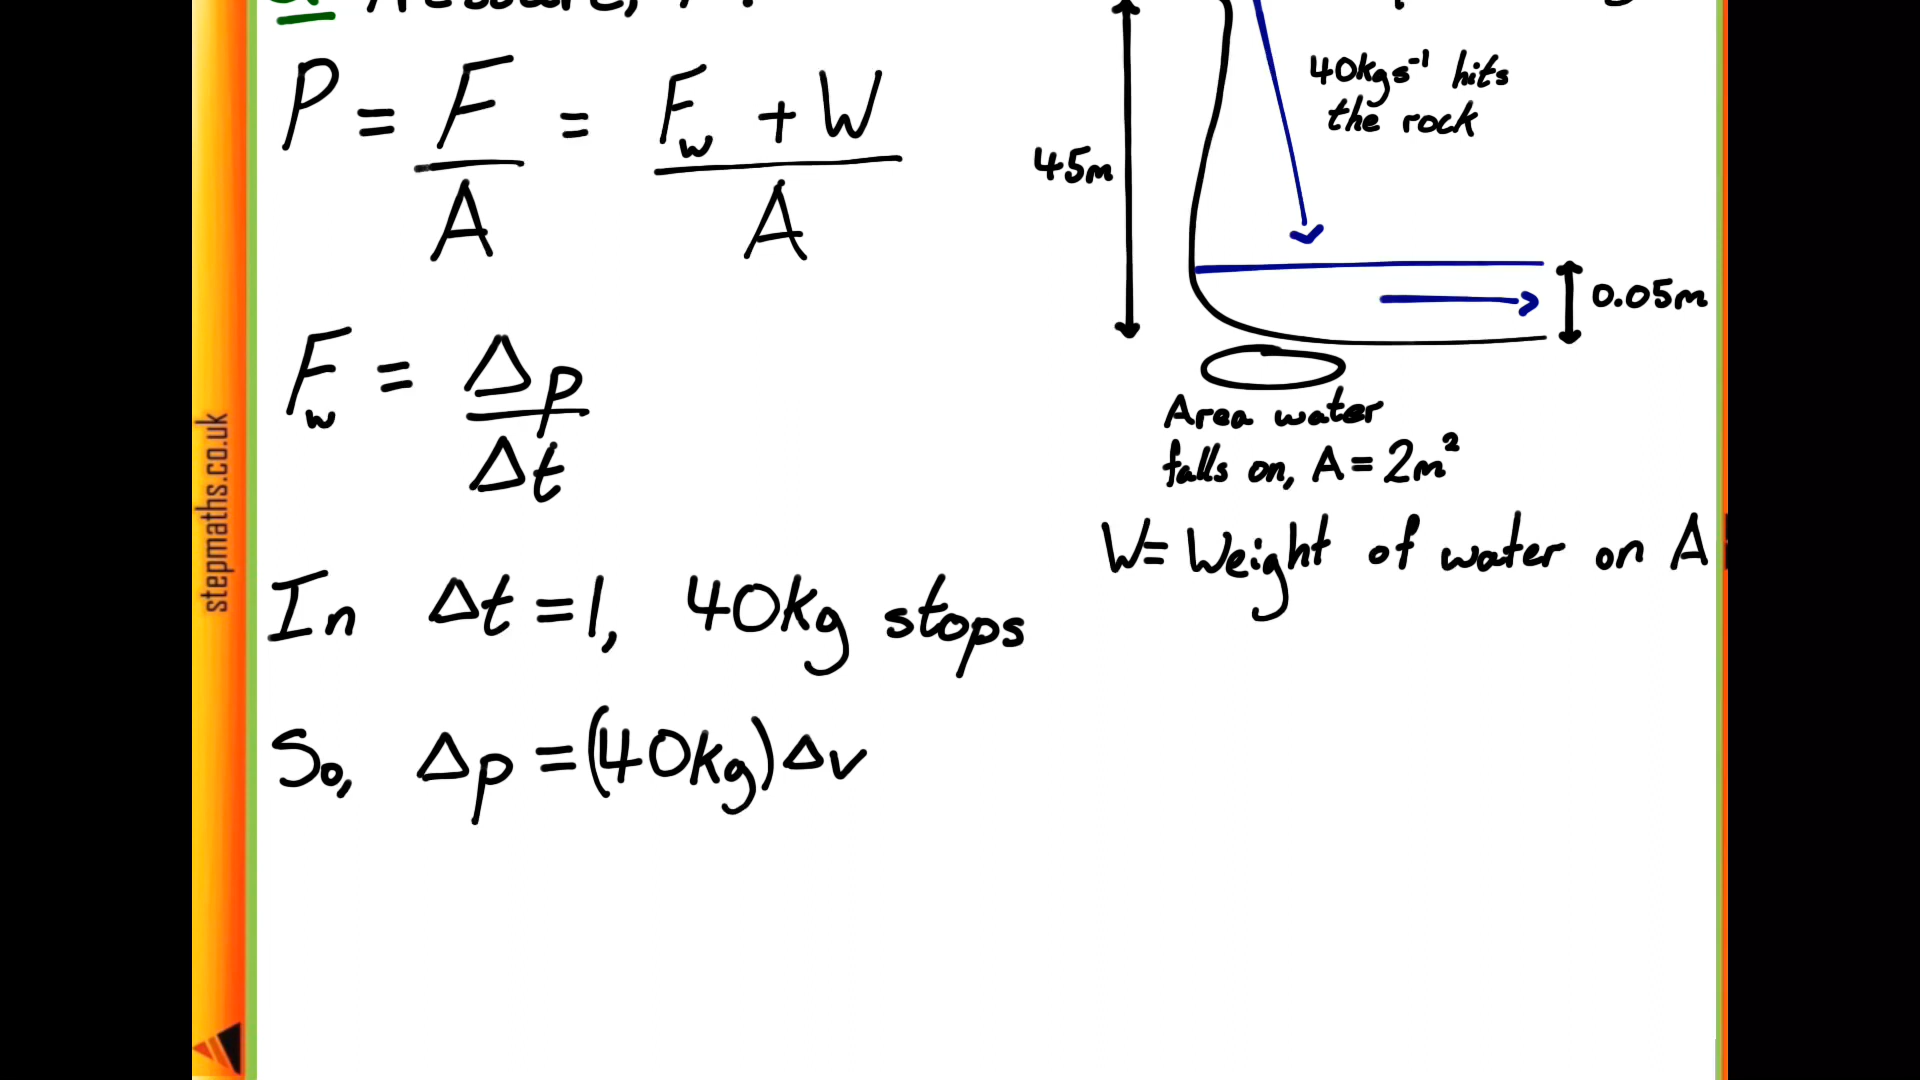 Pressure, P?
P = F/A = (F_w + W)/A
F_w = Δp/Δt
In Δt = 1, 40kg stops
So, Δp = (40kg)Δv
40kgs⁻¹ hits
the rock
45m
0.05m
Area water
falls on, A = 2m²
W = Weight of water on A
stepmaths.co.uk